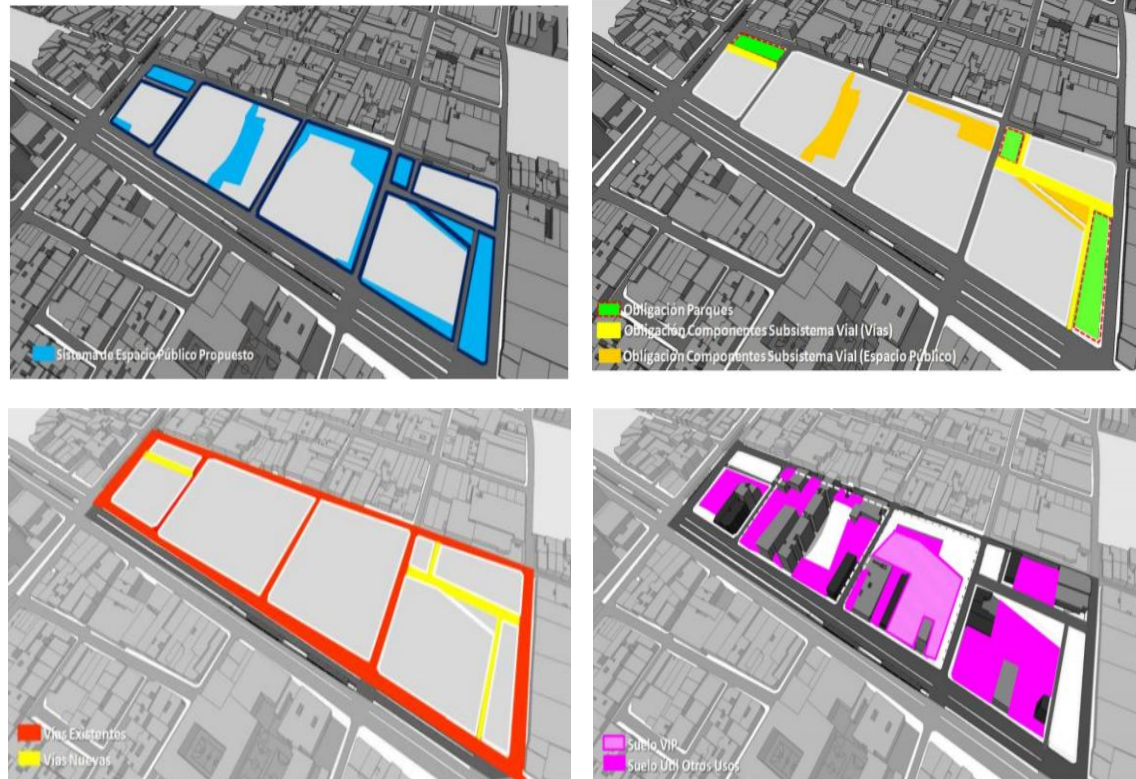 Sistema de Espacio Público Propuesto
Obligación Parques
Obligación Componentes Subsistema Vial (Vías)
Obligación Componentes Subsistema Vial (Espacio Público)
Vías Existentes
Vías Nuevas
Suelo VIP
Suelo Útil Otros Usos